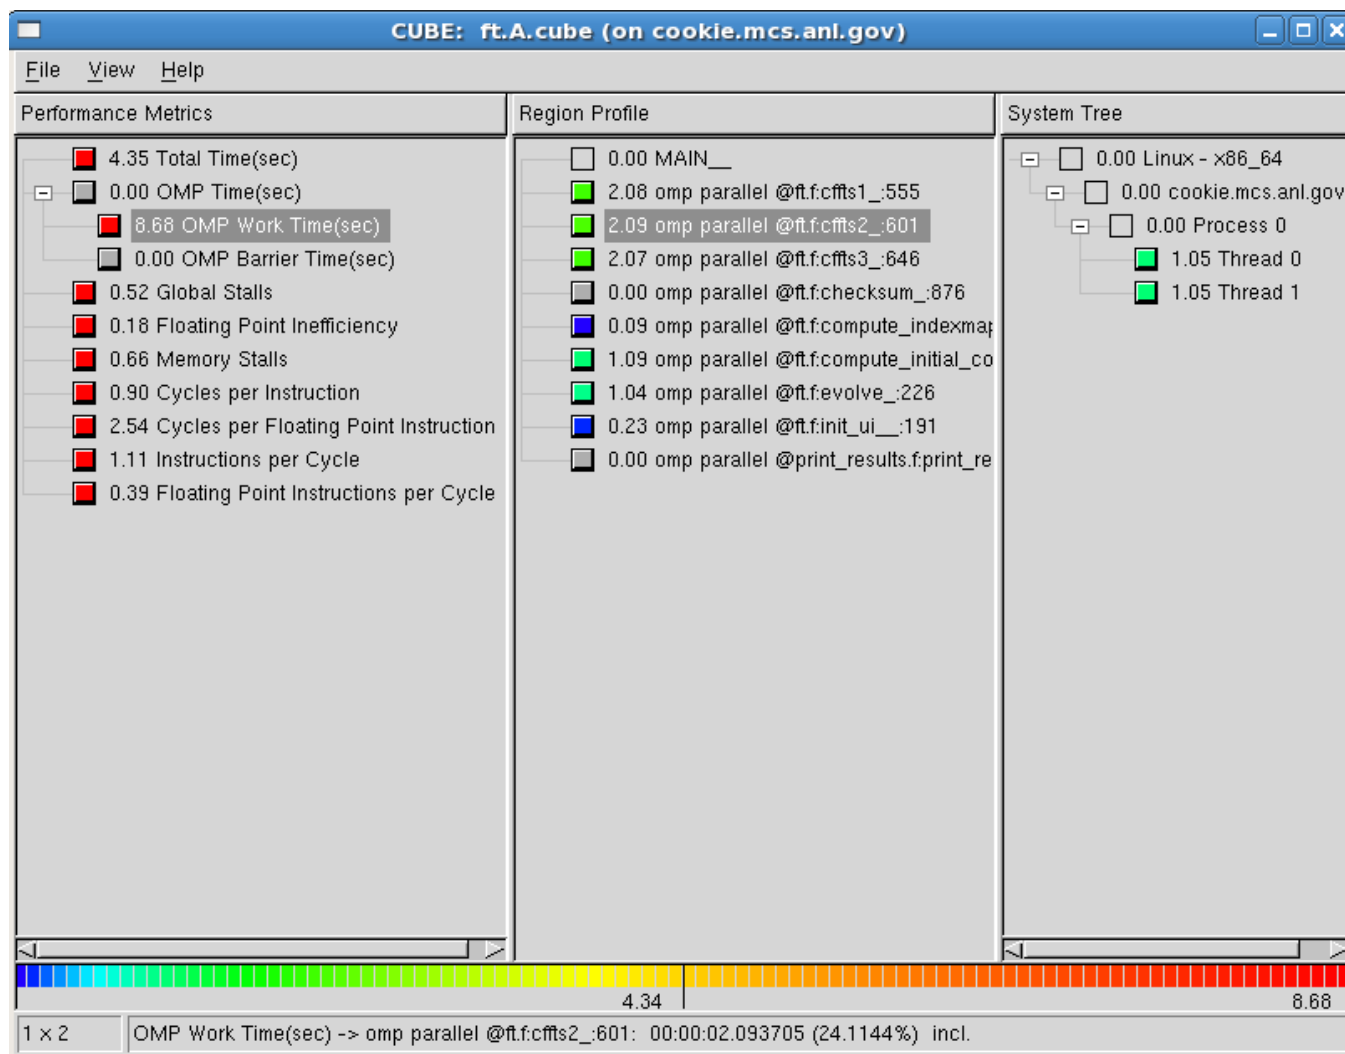 CUBE: ft.A.cube (on cookie.mcs.anl.gov)
File View Help
Performance Metrics
4.35 Total Time(sec)
0.00 OMP Time(sec)
8.68 OMP Work Time(sec)
0.00 OMP Barrier Time(sec)
0.52 Global Stalls
0.18 Floating Point Inefficiency
0.66 Memory Stalls
0.90 Cycles per Instruction
2.54 Cycles per Floating Point Instruction
1.11 Instructions per Cycle
0.39 Floating Point Instructions per Cycle
Region Profile
0.00 MAIN__
2.08 omp parallel @ft.f:cffts1_:555
2.09 omp parallel @ft.f:cffts2_:601
2.07 omp parallel @ft.f:cffts3_:646
0.00 omp parallel @ft.f:checksum_:876
0.09 omp parallel @ft.f:compute_indexmap
1.09 omp parallel @ft.f:compute_initial_co
1.04 omp parallel @ft.f:evolve_:226
0.23 omp parallel @ft.f:init_ui__:191
0.00 omp parallel @print_results.f:print_re
System Tree
0.00 Linux - x86_64
0.00 cookie.mcs.anl.gov
0.00 Process 0
1.05 Thread 0
1.05 Thread 1
4.34
8.68
1 x 2
OMP Work Time(sec) -> omp parallel @ft.f:cffts2_:601: 00:00:02.093705 (24.1144%) incl.